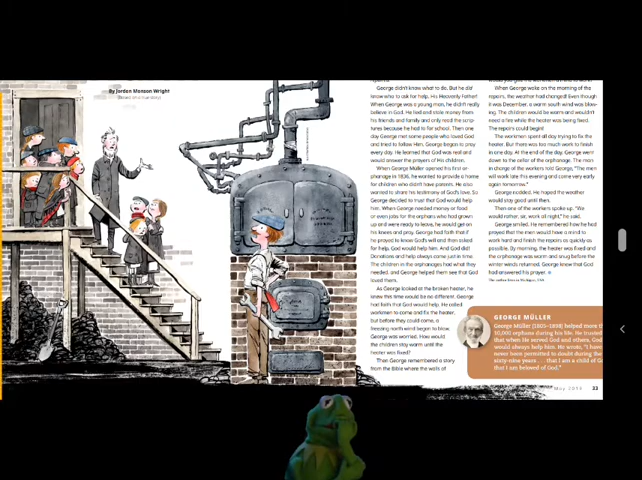 By Jordan Monson Wright
(Based on a true story)
George didn't know what to do. But he did
know who to ask for help. His Heavenly Father!
When George was a young man, he didn't really
believe in God. He lied and stole money from
his friends and family and only read the scrip-
tures because he had to for school. Then one
day George met some people who loved God
and tried to follow Him. George began to pray
every day. He learned that God was real and
would answer the prayers of His children.
When George Müller opened his first or-
phanage in 1836, he wanted to provide a home
for children who didn't have parents. He also
wanted to share his testimony of God's love. So
George decided to trust that God would help
him. When George needed money or food
or even jobs for the orphans who had grown
up and were ready to leave, he would get on
his knees and pray. George had faith that if
he prayed to know God's will and then asked
for help, God would help him. And God did!
Donations and help always came just in time.
The children in the orphanages had what they
needed, and George helped them see that God
loved them.
As George looked at the broken heater, he
knew this time would be no different. George
had faith that God would help. He called
workmen to come and fix the heater,
but before they could come, a
freezing north wind began to blow.
George was worried. How would
the children stay warm until the
heater was fixed?
Then George remembered a story
from the Bible where the walls of
When George woke on the morning of the
repairs, the weather had changed! Even though
it was December, a warm south wind was blow-
ing. The children would be warm and wouldn't
need a fire while the heater was being fixed.
The repairs could begin!
The workmen spent all day trying to fix the
heater. But there was too much work to finish
in one day. At the end of the day, George went
down to the cellar of the orphanage. The man
in charge of the workers told George, "The men
will work late this evening and come very early
again tomorrow."
George nodded. He hoped the weather
would stay good until then.
Then one of the workers spoke up. "We
would rather, sir, work all night," he said.
George smiled. He remembered how he had
prayed that the men would have a mind to
work hard and finish the repairs as quickly as
possible. By morning, the heater was fixed and
the orphanage was warm and snug before the
winter winds returned. George knew that God
had answered his prayer.
The author lives in Michigan, USA.
GEORGE MÜLLER
George Müller (1805–1898) helped more th
10,000 orphans during his life. He trusted
that when He served God and others, God
would always help him. He wrote, "I have
never been permitted to doubt during the
sixty-nine years . . . that I am a child of G
that I am beloved of God."
May 2019 33